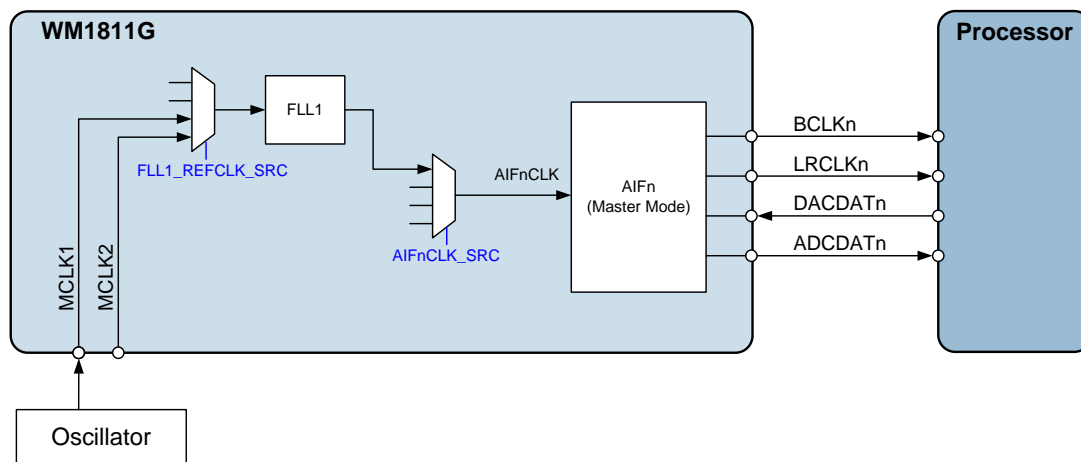 WM1811G
Processor
FLL1
FLL1_REFCLK_SRC
AIFnCLK
AIFnCLK_SRC
AIFn
(Master Mode)
BCLKn
LRCLKn
DACDATn
ADCDATn
MCLK1
MCLK2
Oscillator